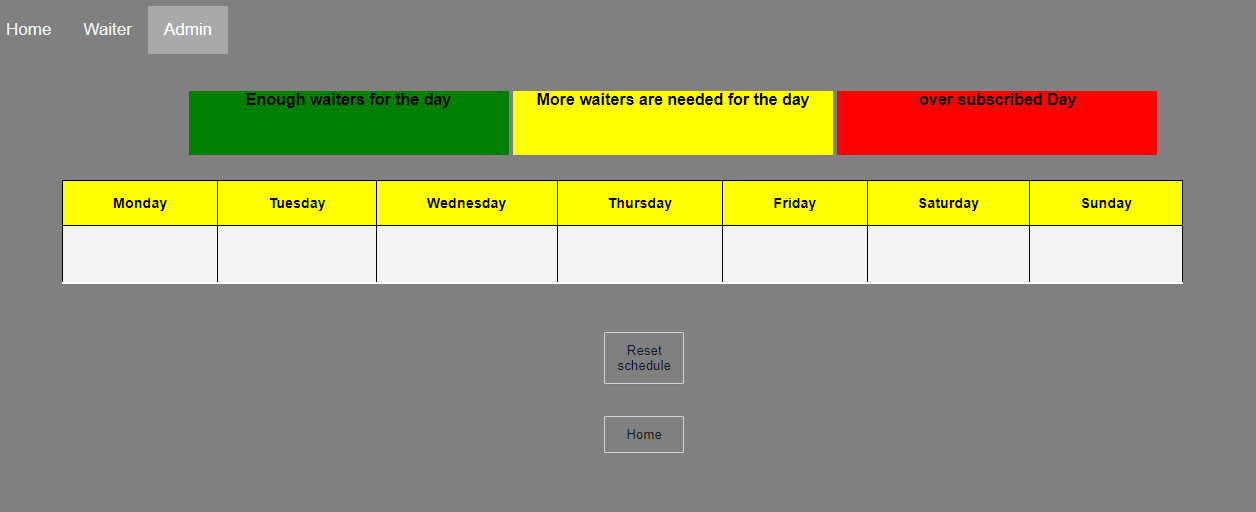 Home Waiter Admin
Enough waiters for the day More waiters are needed for the day over subscribed Day
Monday Tuesday Wednesday Thursday Friday Saturday Sunday
Reset
schedule
Home